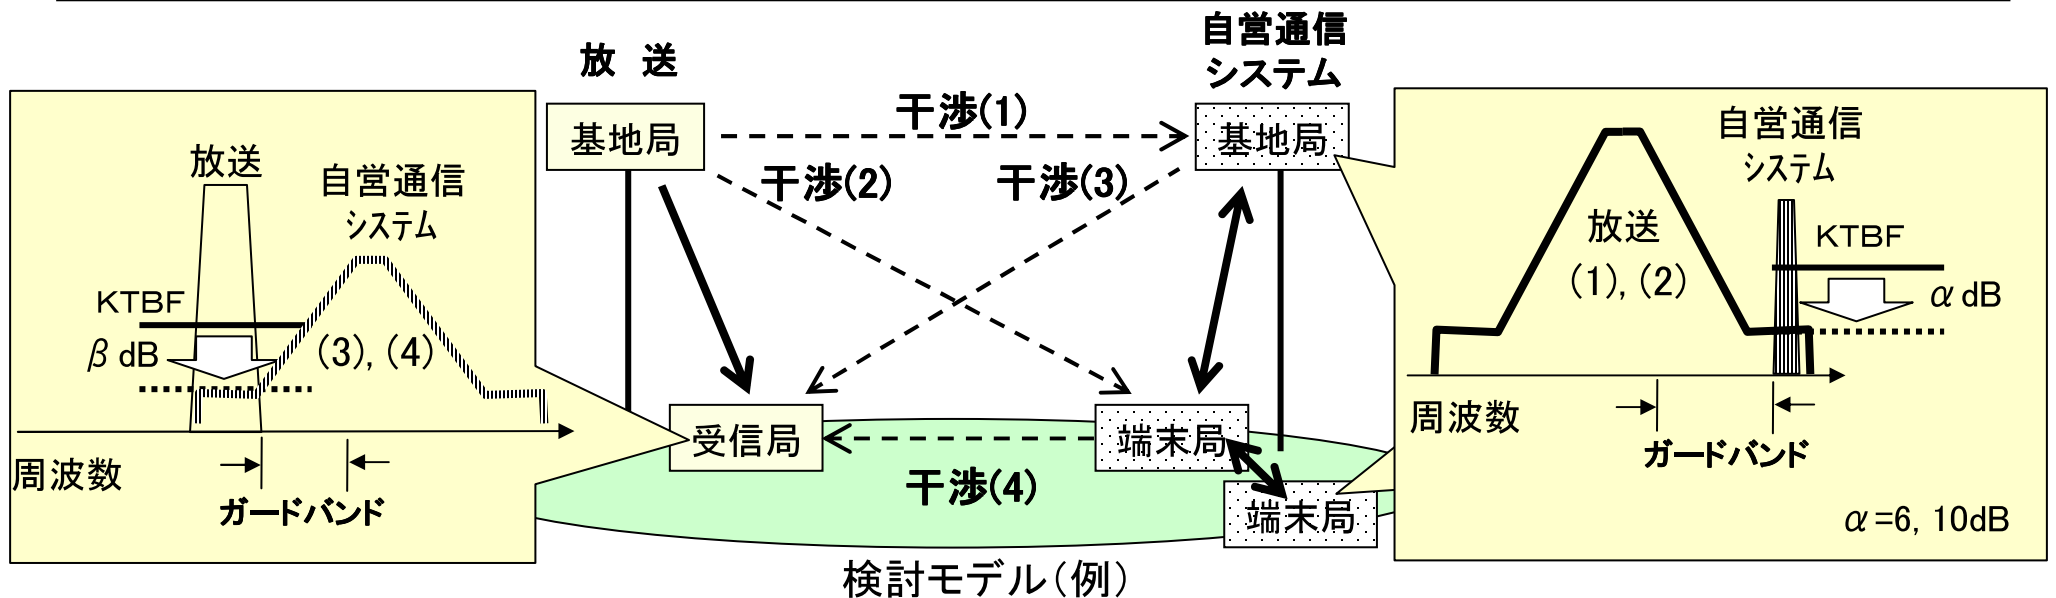 放　送
自営通信
システム
基地局
干渉(1)
基地局
干渉(2)
干渉(3)
放送
自営通信
システム
KTBF
β dB
(3), (4)
周波数
ガードバンド
自営通信
システム
放送
(1), (2)
KTBF
α dB
周波数
ガードバンド
α=6, 10dB
受信局
端末局
干渉(4)
端末局
検討モデル(例)